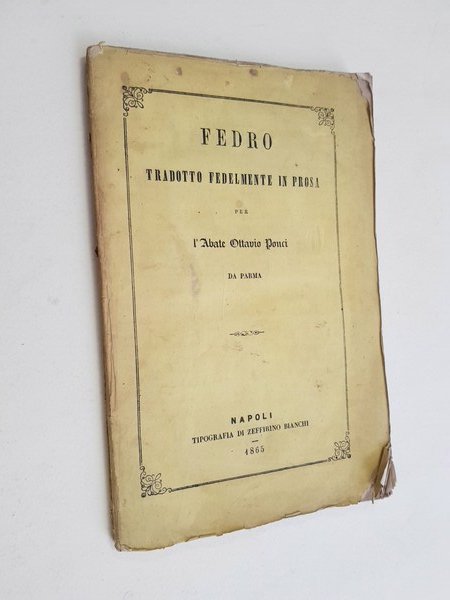 FEDRO
TRADOTTO FEDELMENTE IN PROSA
PER
l'Abate Ottavio Ponci
DA PARMA
NAPOLI
TIPOGRAFIA DI ZEFFIRINO BIANCHI
1865